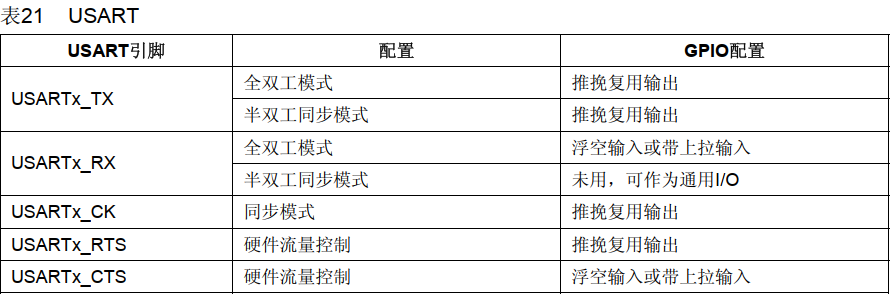 表21 USART
USART引脚 配置 GPIO配置
USARTx_TX 全双工模式 推挽复用输出
半双工同步模式 推挽复用输出
USARTx_RX 全双工模式 浮空输入或带上拉输入
半双工同步模式 未用，可作为通用I/O
USARTx_CK 同步模式 推挽复用输出
USARTx_RTS 硬件流量控制 推挽复用输出
USARTx_CTS 硬件流量控制 浮空输入或带上拉输入